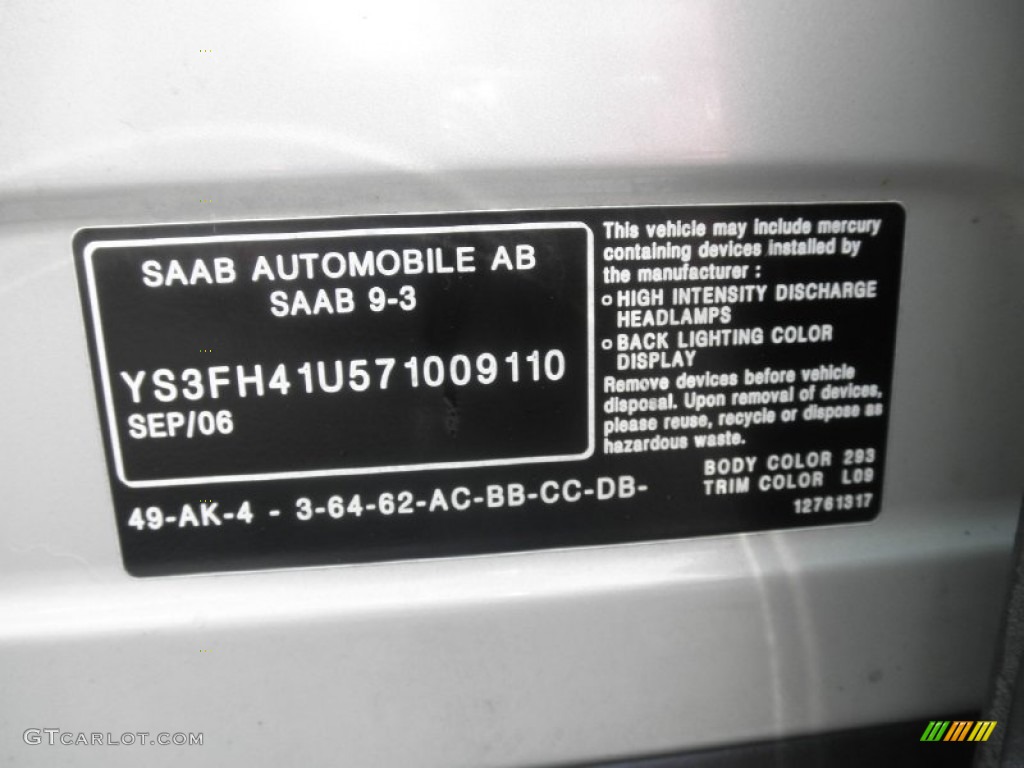 SAAB AUTOMOBILE AB
SAAB 9-3
YS3FH41U571009110
SEP/06
49-AK-4 - 3-64-62-AC-BB-CC-DB-
This vehicle may include mercury
containing devices installed by
the manufacturer :
o HIGH INTENSITY DISCHARGE
HEADLAMPS
o BACK LIGHTING COLOR
DISPLAY
Remove devices before vehicle
disposal. Upon removal of devices,
please reuse, recycle or dispose as
hazardous waste.
BODY COLOR 293
TRIM COLOR L09
12761317
GTCARLOT.COM